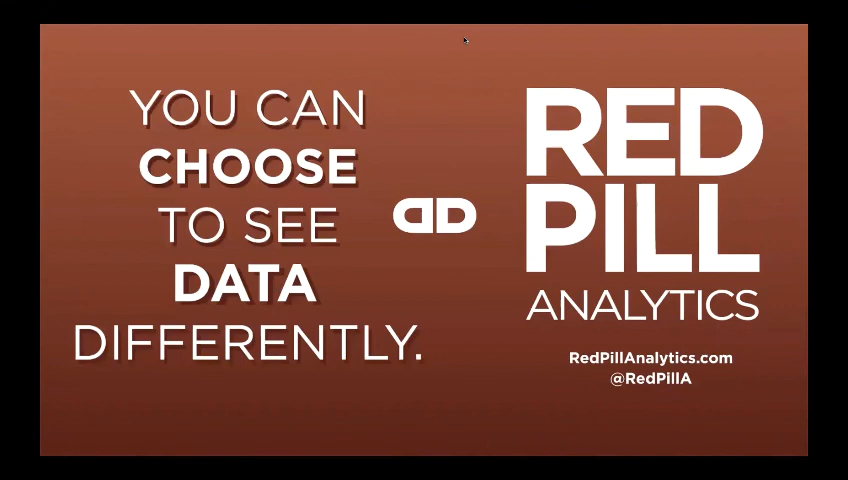 YOU CAN
CHOOSE
TO SEE
DATA
DIFFERENTLY.
RED
PILL
ANALYTICS
RedPillAnalytics.com
@RedPillA